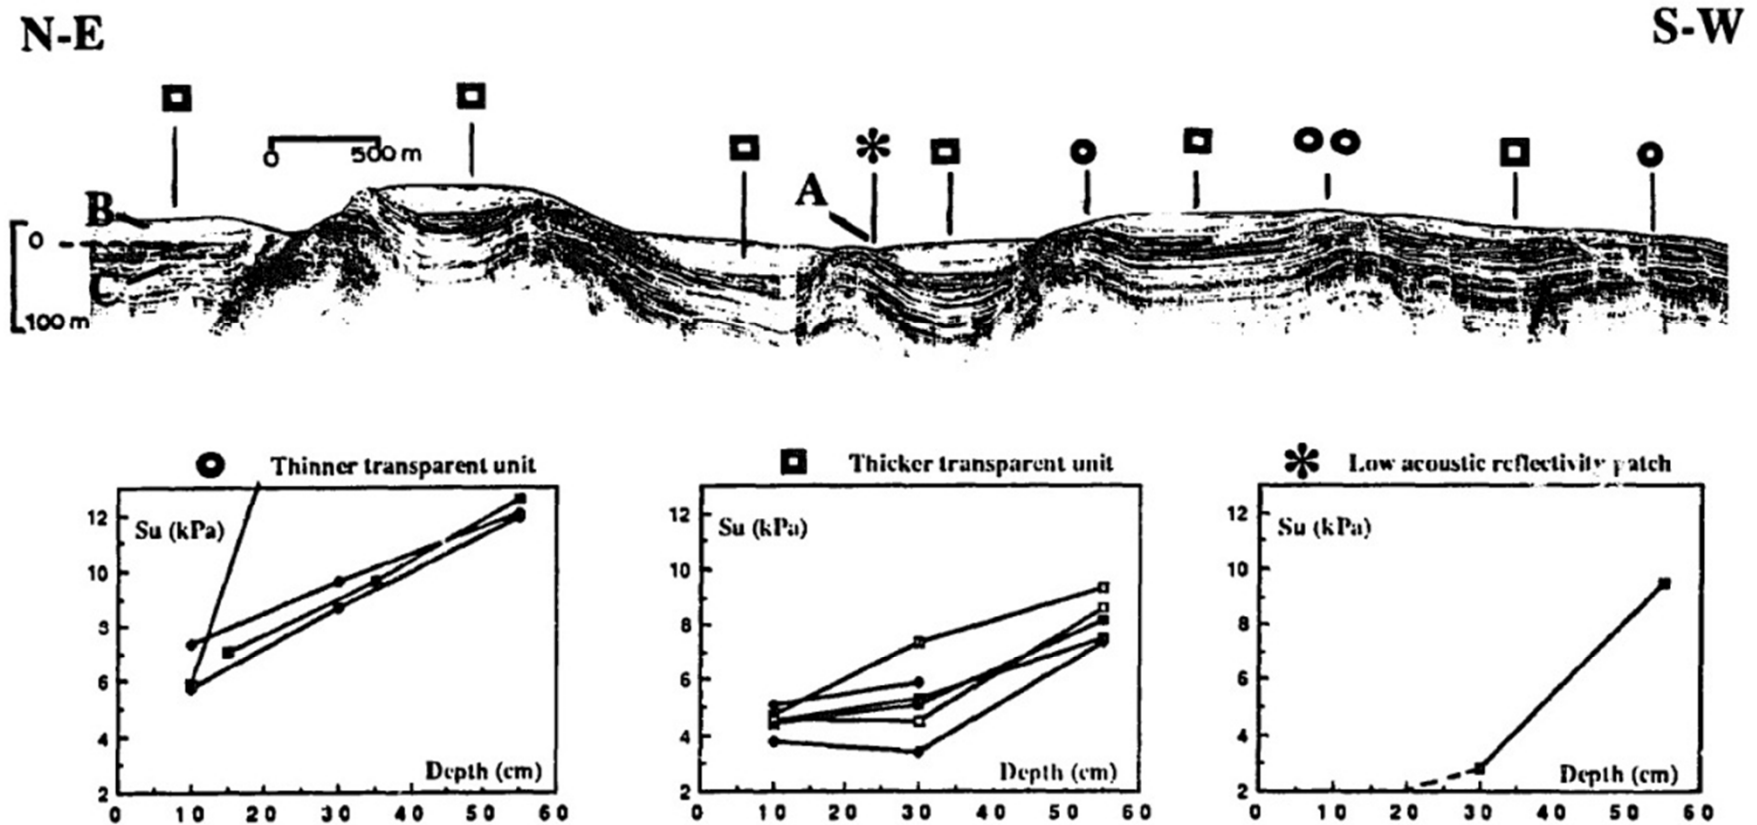 N-E S-W
0 500 m
B
A
0
C
100 m
Thinner transparent unit
Thicker transparent unit
Low acoustic reflectivity patch
Su (kPa)
Su (kPa)
Su (kPa)
12
10
8
6
4
2
12
10
8
6
4
2
12
10
8
6
4
2
Depth (cm)
Depth (cm)
Depth (cm)
0 10 20 30 40 50 60
0 10 20 30 40 50 60
0 10 20 30 40 50 60